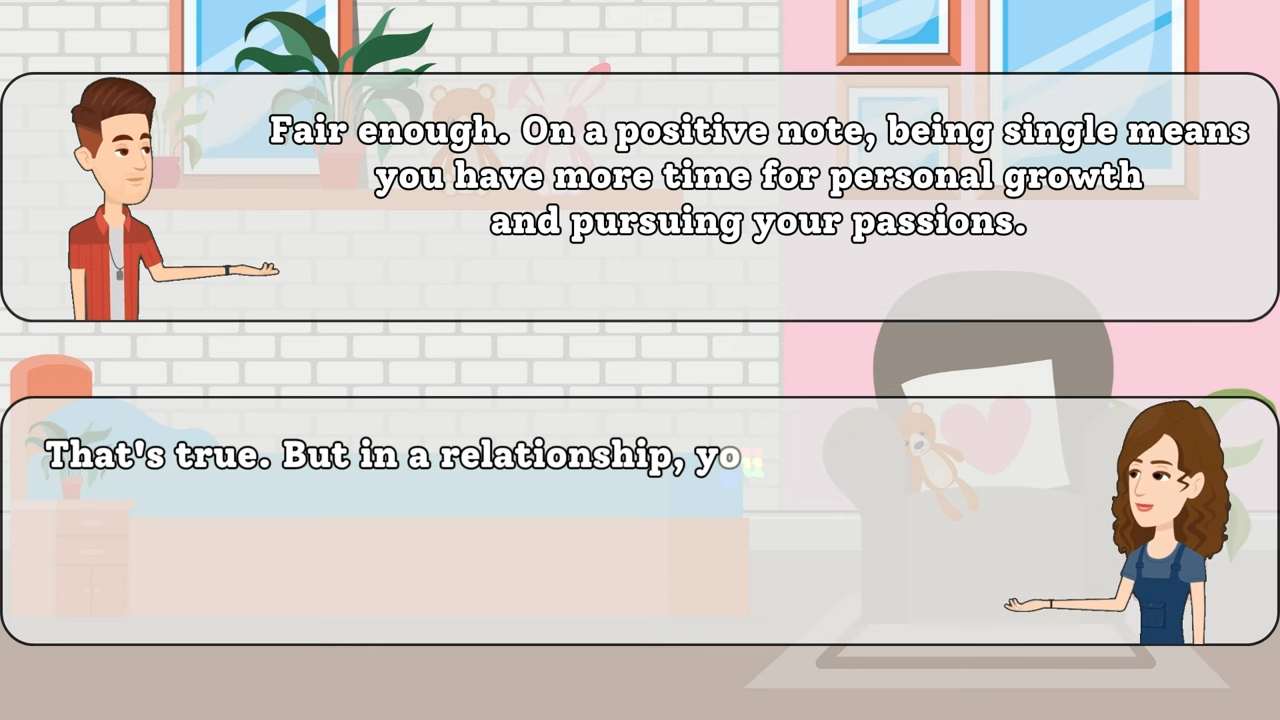 Fair enough. On a positive note, being single means
you have more time for personal growth
and pursuing your passions.
That's true. But in a relationship, yo